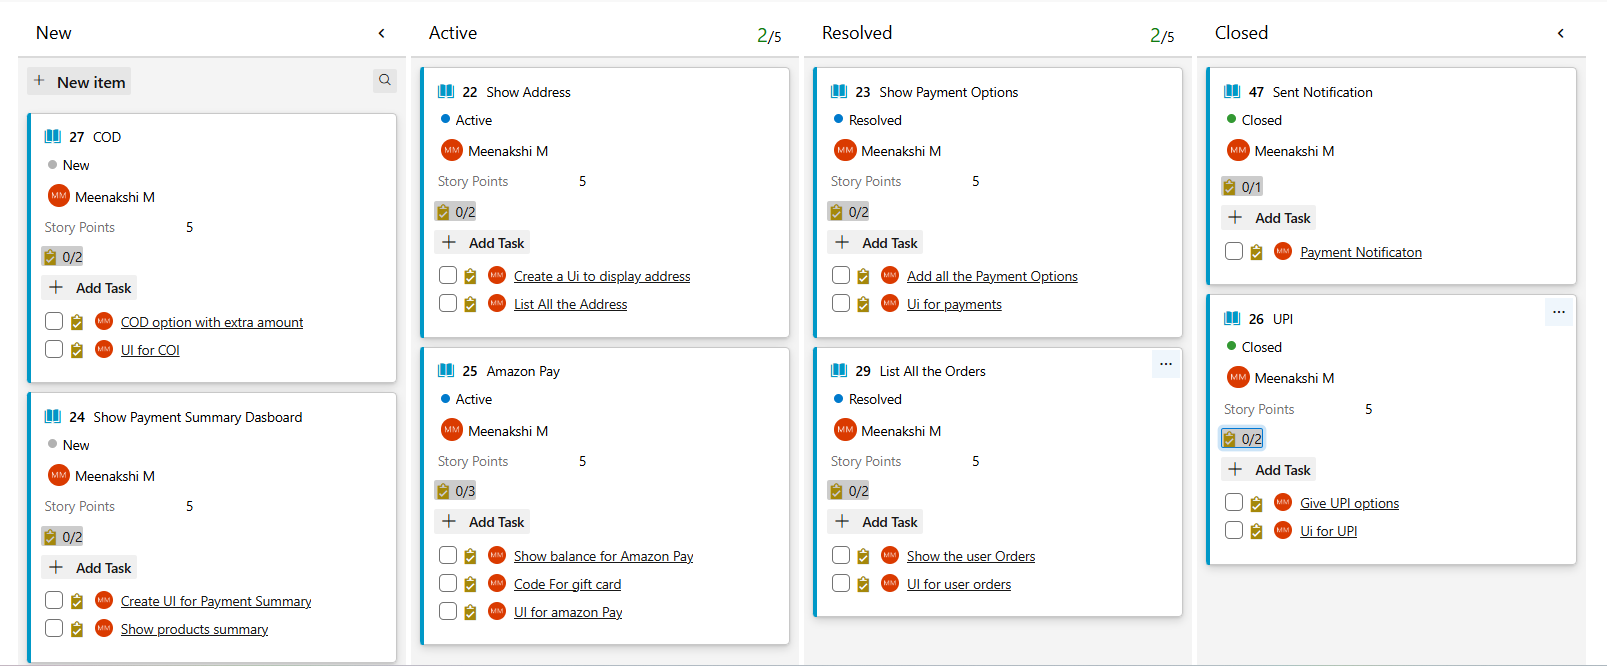 New
New item
27 COD
New
MM Meenakshi M
Story Points 5
0/2
Add Task
MM COD option with extra amount
MM UI for COI
24 Show Payment Summary Dasboard
New
MM Meenakshi M
Story Points 5
0/2
Add Task
MM Create UI for Payment Summary
MM Show products summary
Active 2/5
22 Show Address
Active
MM Meenakshi M
Story Points 5
0/2
Add Task
MM Create a Ui to display address
MM List All the Address
25 Amazon Pay
Active
MM Meenakshi M
Story Points 5
0/3
Add Task
MM Show balance for Amazon Pay
MM Code For gift card
MM UI for amazon Pay
Resolved 2/5
23 Show Payment Options
Resolved
MM Meenakshi M
Story Points 5
0/2
Add Task
MM Add all the Payment Options
MM Ui for payments
29 List All the Orders
Resolved
MM Meenakshi M
Story Points 5
0/2
Add Task
MM Show the user Orders
MM UI for user orders
Closed
47 Sent Notification
Closed
MM Meenakshi M
0/1
Add Task
MM Payment Notificaton
26 UPI
Closed
MM Meenakshi M
Story Points 5
0/2
Add Task
MM Give UPI options
MM Ui for UPI